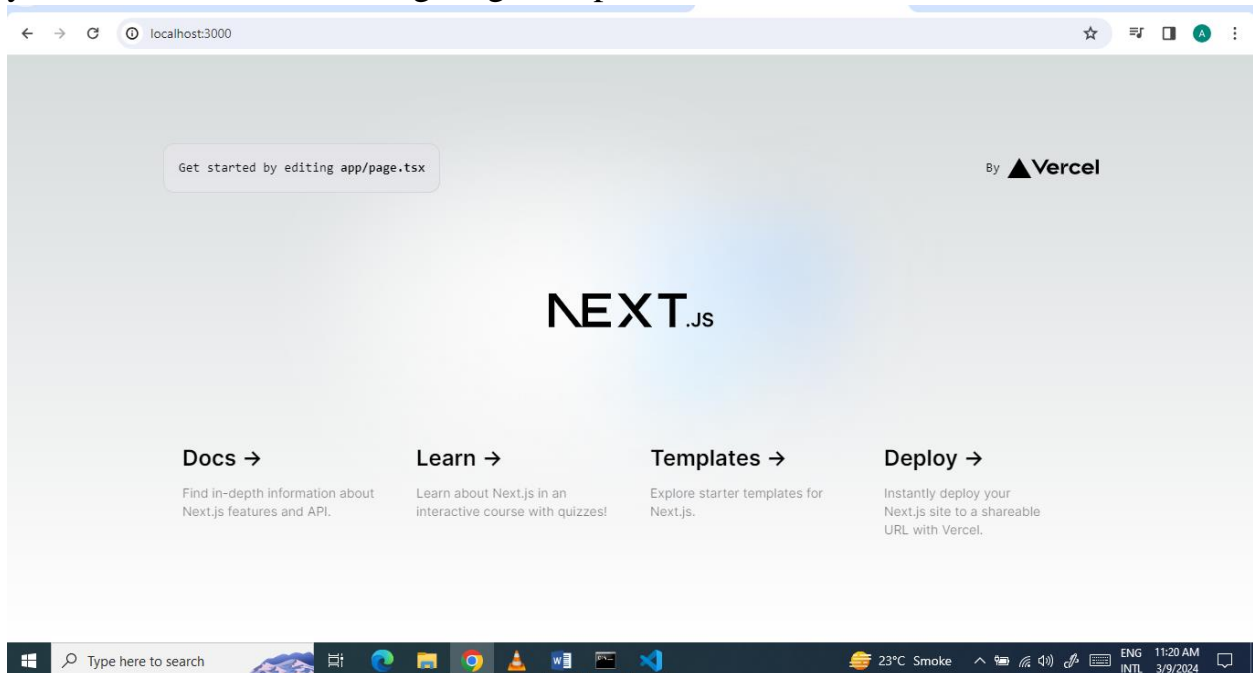 localhost:3000
A
Get started by editing app/page.tsx
By Vercel
NEXT.JS
Docs →
Find in-depth information about
Next.js features and API.
Learn →
Learn about Next.js in an
interactive course with quizzes!
Templates →
Explore starter templates for
Next.js.
Deploy →
Instantly deploy your
Next.js site to a shareable
URL with Vercel.
Type here to search
23°C Smoke
ENG
INTL
11:20 AM
3/9/2024